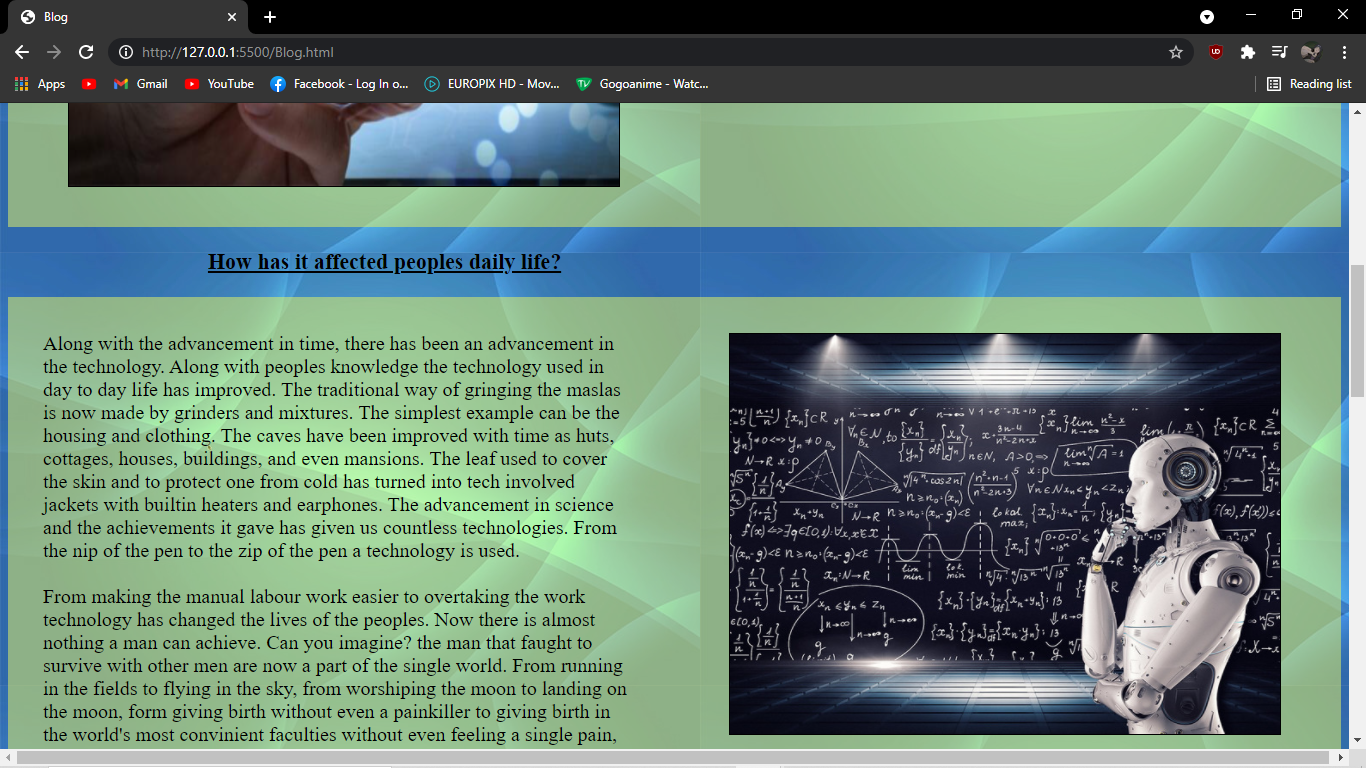 Blog
http://127.0.0.1:5500/Blog.html
Apps
Gmail
YouTube
Facebook - Log In o...
EUROPIX HD - Mov...
Gogoanime - Watc...
Reading list
How has it affected peoples daily life?
Along with the advancement in time, there has been an advancement in
the technology. Along with peoples knowledge the technology used in
day to day life has improved. The traditional way of gringing the maslas
is now made by grinders and mixtures. The simplest example can be the
housing and clothing. The caves have been improved with time as huts,
cottages, houses, buildings, and even mansions. The leaf used to cover
the skin and to protect one from cold has turned into tech involved
jackets with builtin heaters and earphones. The advancement in science
and the achievements it gave has given us countless technologies. From
the nip of the pen to the zip of the pen a technology is used.
From making the manual labour work easier to overtaking the work
technology has changed the lives of the peoples. Now there is almost
nothing a man can achieve. Can you imagine? the man that faught to
survive with other men are now a part of the single world. From running
in the fields to flying in the sky, from worshiping the moon to landing on
the moon, form giving birth without even a painkiller to giving birth in
the world's most convinient faculties without even feeling a single pain,